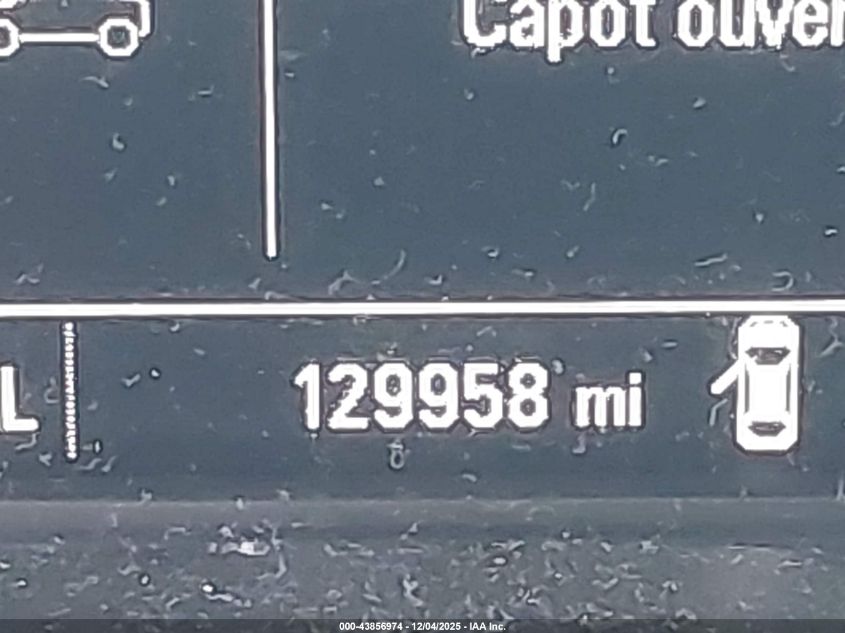 Capot ouver
L
129958 mi
000-43856974 - 12/04/2025 - IAA Inc.